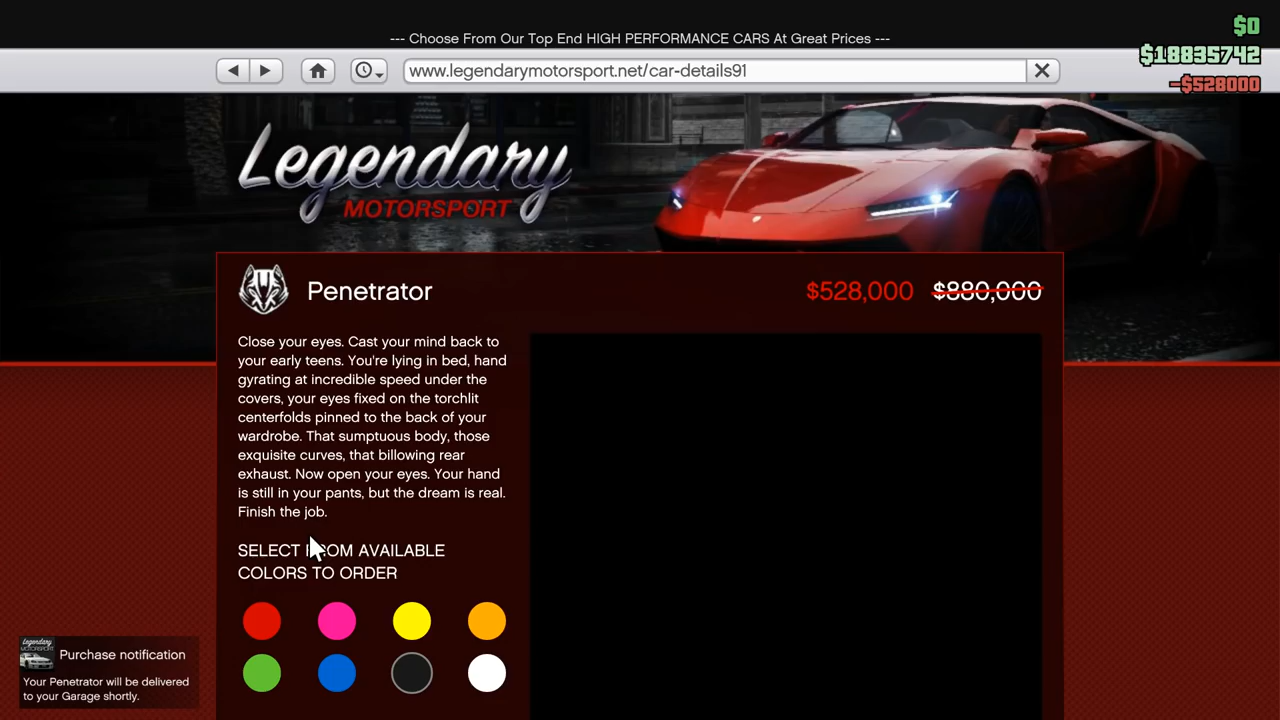 --- Choose From Our Top End HIGH PERFORMANCE CARS At Great Prices ---
$0
$18835742
-$528000
www.legendarymotorsport.net/car-details91
Legendary
MOTORSPORT
Penetrator
$528,000 $880,000
Close your eyes. Cast your mind back to
your early teens. You're lying in bed, hand
gyrating at incredible speed under the
covers, your eyes fixed on the torchlit
centerfolds pinned to the back of your
wardrobe. That sumptuous body, those
exquisite curves, that billowing rear
exhaust. Now open your eyes. Your hand
is still in your pants, but the dream is real.
Finish the job.
SELECT FROM AVAILABLE
COLORS TO ORDER
Legendary
MOTORSPORT
Purchase notification
Your Penetrator will be delivered
to your Garage shortly.